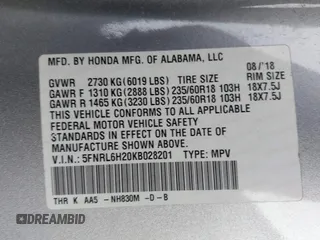 MFD. BY HONDA MFG. OF ALABAMA, LLC 08/'18
GVWR 2730 KG (6019 LBS) TIRE SIZE RIM SIZE
GAWR F 1310 KG (2888 LBS) 235/60R18 103H 18X7.5J
GAWR R 1465 KG (3230 LBS) 235/60R18 103H 18X7.5J
THIS VEHICLE CONFORMS TO ALL APPLICABLE
FEDERAL MOTOR VEHICLE SAFETY
STANDARDS IN EFFECT ON THE DATE OF
MANUFACTURE SHOWN ABOVE.
V.I.N.: 5FNRL6H20KB028201 TYPE: MPV
THR K AA5 -NH830M -D-B
DREAMBID
DREAMBID